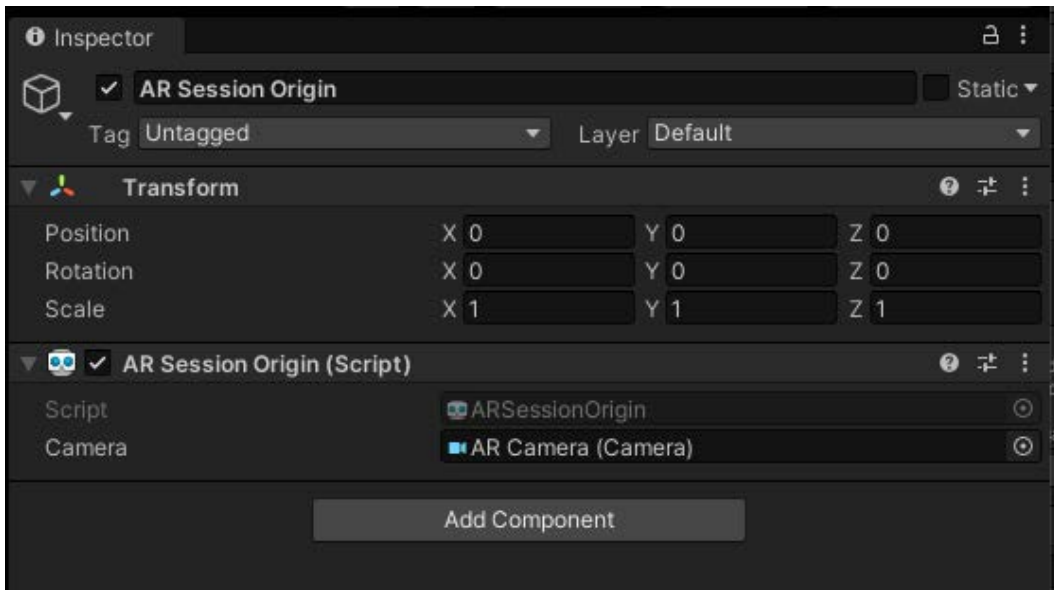 Inspector
AR Session Origin Static
Tag Untagged Layer Default
Transform
Position X 0 Y 0 Z 0
Rotation X 0 Y 0 Z 0
Scale X 1 Y 1 Z 1
AR Session Origin (Script)
Script ARSessionOrigin
Camera AR Camera (Camera)
Add Component